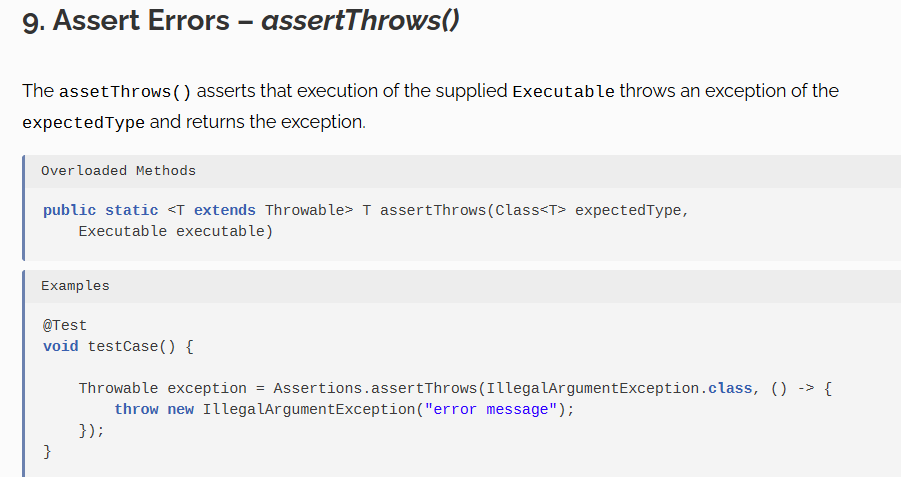 9. Assert Errors – assertThrows()
The assetThrows() asserts that execution of the supplied Executable throws an exception of the
expectedType and returns the exception.
Overloaded Methods
public static <T extends Throwable> T assertThrows(Class<T> expectedType,
    Executable executable)
Examples
@Test
void testCase() {
    Throwable exception = Assertions.assertThrows(IllegalArgumentException.class, () -> {
        throw new IllegalArgumentException("error message");
    });
}